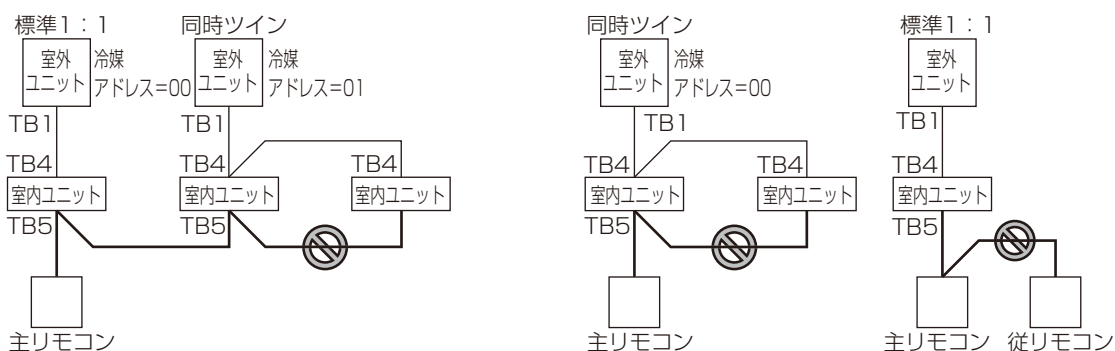 標準1：1
同時ツイン
室外
ユニット
冷媒
アドレス=00
室外
ユニット
冷媒
アドレス=01
TB1
TB1
TB4
TB4
TB4
室内ユニット
室内ユニット
室内ユニット
TB5
TB5
主リモコン
同時ツイン
室外
ユニット
冷媒
アドレス=00
TB1
TB4
TB4
室内ユニット
室内ユニット
TB5
主リモコン
標準1：1
室外
ユニット
TB1
TB4
室内ユニット
TB5
主リモコン
従リモコン